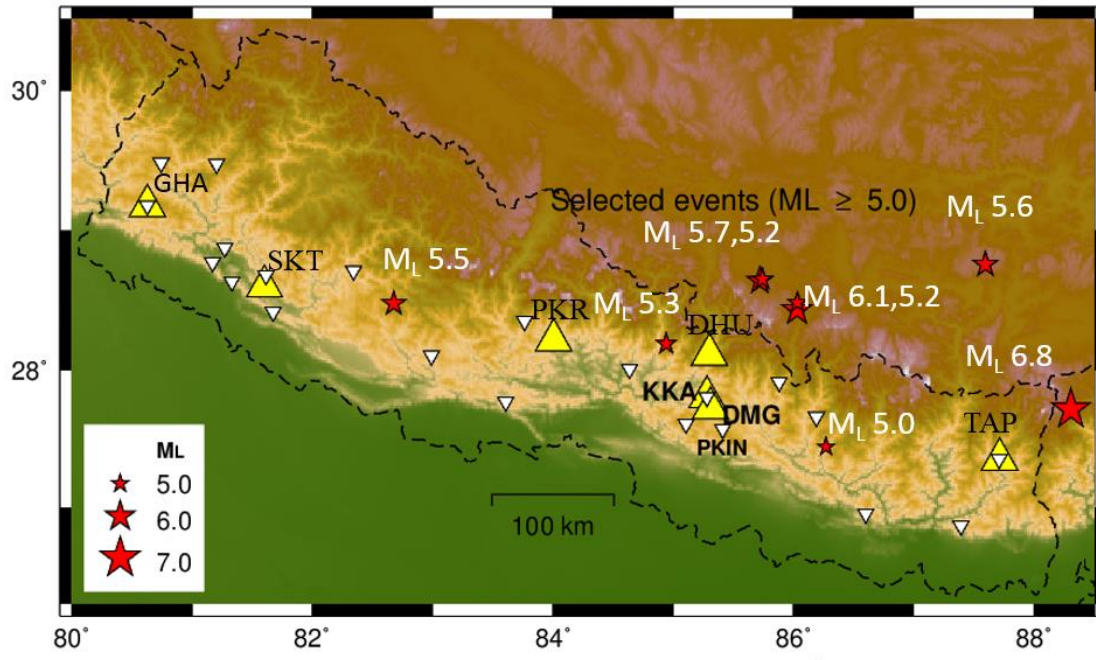 30°
GHA
Selected events (ML ≥ 5.0)
ML 5.6
ML 5.7,5.2
SKT
ML 5.5
ML 5.3
PKR
DHU
ML 6.1,5.2
28°
ML 6.8
KKA
DMG
ML 5.0
TAP
PKIN
ML
5.0
6.0
7.0
100 km
80°
82°
84°
86°
88°